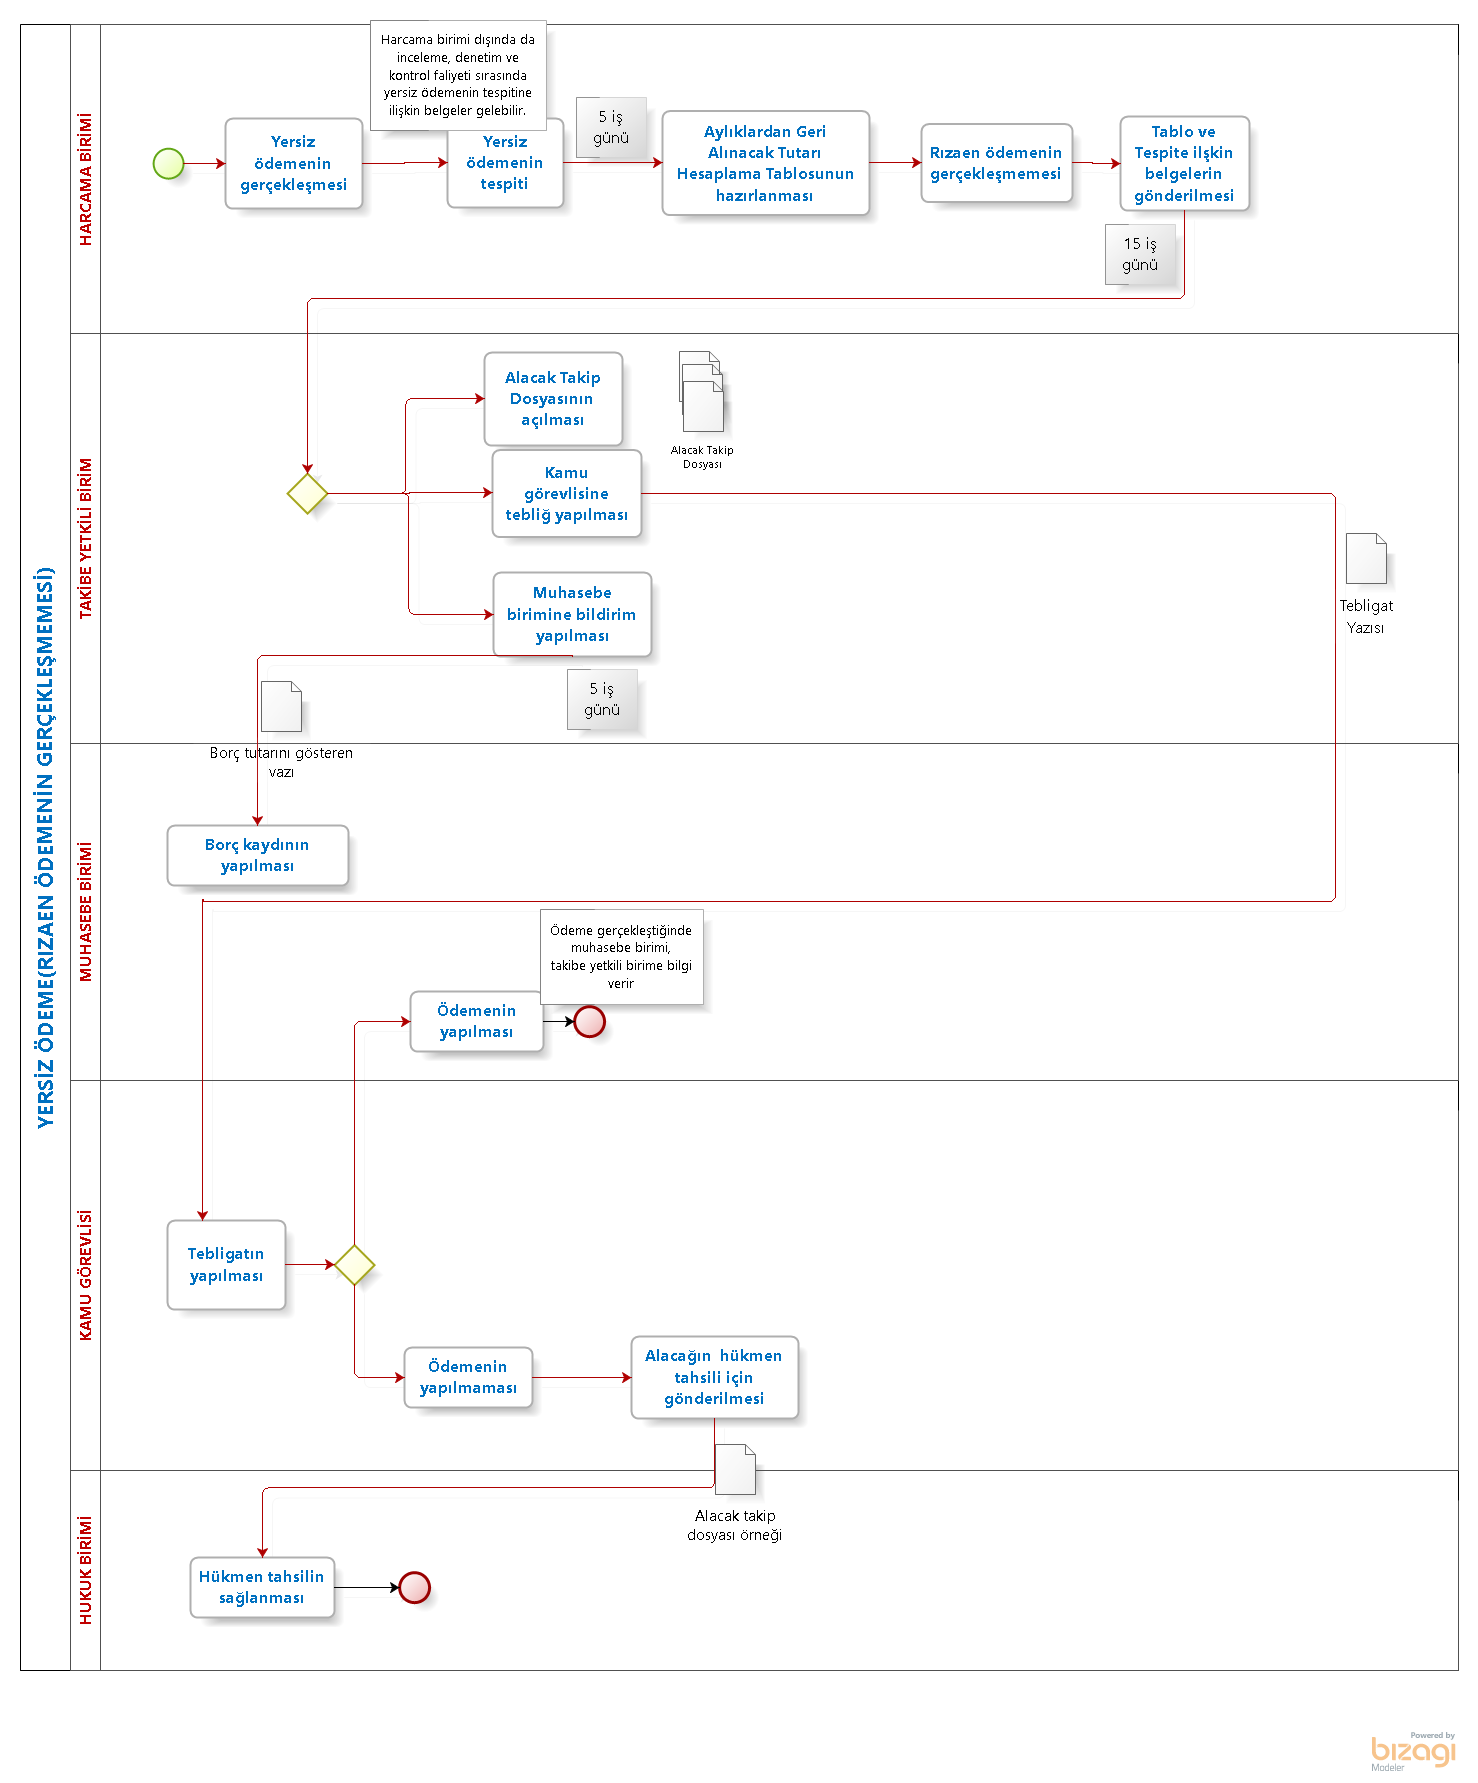 YERSİZ ÖDEME(RIZAEN ÖDEMENİN GERÇEKLEŞMEMESİ)
HARCAMA BİRİMİ
Harcama birimi dışında da
inceleme, denetim ve
kontrol faliyeti sırasında
yersiz ödemenin tespitine
ilişkin belgeler gelebilir.
Yersiz
ödemenin
gerçekleşmesi
Yersiz
ödemenin
tespiti
5 iş
günü
Aylıklardan Geri
Alınacak Tutarı
Hesaplama Tablosunun
hazırlanması
Rızaen ödemenin
gerçekleşmemesi
Tablo ve
Tespite ilşkin
belgelerin
gönderilmesi
15 iş
günü
TAKİBE YETKİLİ BİRİM
Alacak Takip
Dosyasının
açılması
Alacak Takip
Dosyası
Kamu
görevlisine
tebliğ yapılması
Tebligat
Yazısı
Muhasebe
birimine bildirim
yapılması
5 iş
günü
Borç tutarını gösteren
yazı
MUHASEBE BİRİMİ
Borç kaydının
yapılması
Ödeme gerçekleştiğinde
muhasebe birimi,
takibe yetkili birime bilgi
verir
Ödemenin
yapılması
KAMU GÖREVLİSİ
Tebligatın
yapılması
Ödemenin
yapılmaması
Alacağın  hükmen
tahsili için
gönderilmesi
HUKUK BİRİMİ
Alacak takip
dosyası örneği
Hükmen tahsilin
sağlanması
Powered by
bizagi
Modeler